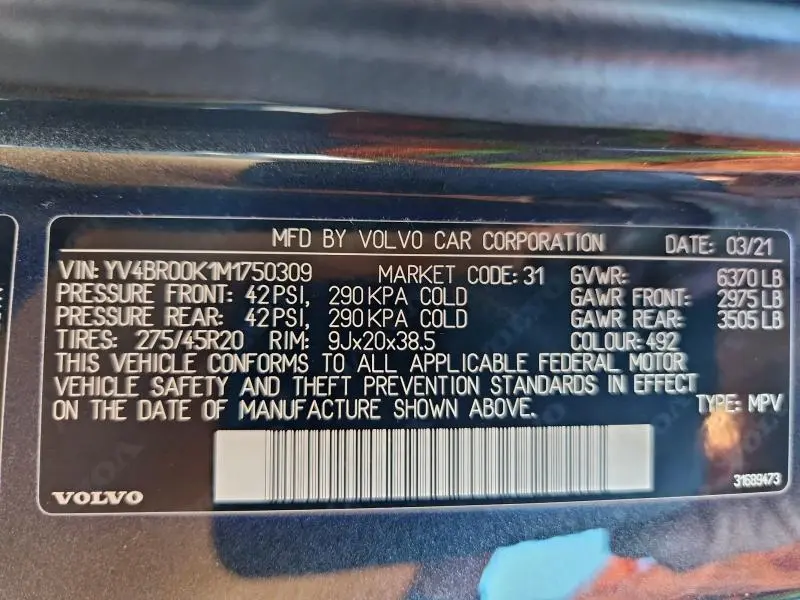 MFD BY VOLVO CAR CORPORATION DATE: 03/21
VIN: YV4BR00K1M1750309 MARKET CODE: 31 GVWR: 6370 LB
PRESSURE FRONT: 42 PSI, 290 KPA COLD GAWR FRONT: 2975 LB
PRESSURE REAR: 42 PSI, 290 KPA COLD GAWR REAR: 3505 LB
TIRES: 275/45R20 RIM: 9Jx20x38.5 COLOUR: 492
THIS VEHICLE CONFORMS TO ALL APPLICABLE FEDERAL MOTOR
VEHICLE SAFETY AND THEFT PREVENTION STANDARDS IN EFFECT
ON THE DATE OF MANUFACTURE SHOWN ABOVE. TYPE: MPV
VOLVO 31689473